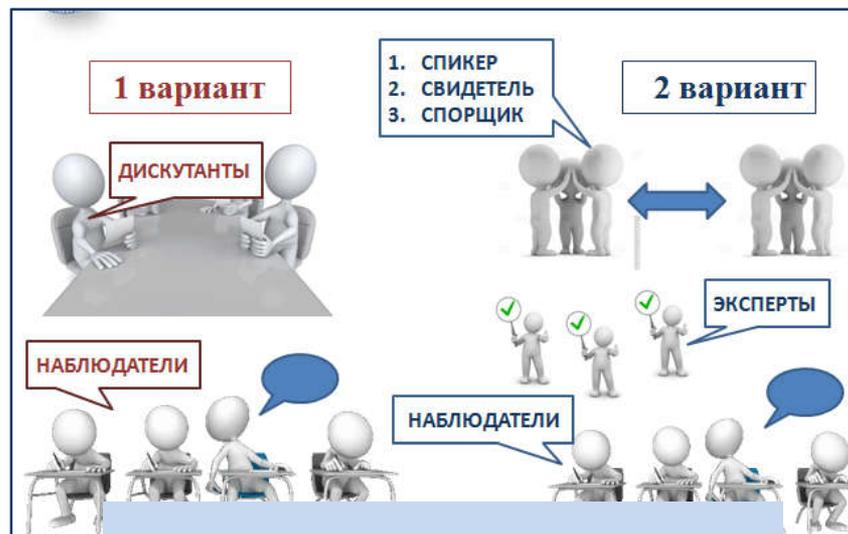 1 вариант
ДИСКУТАНТЫ
НАБЛЮДАТЕЛИ
1. СПИКЕР
2. СВИДЕТЕЛЬ
3. СПОРЩИК
2 вариант
ЭКСПЕРТЫ
НАБЛЮДАТЕЛИ